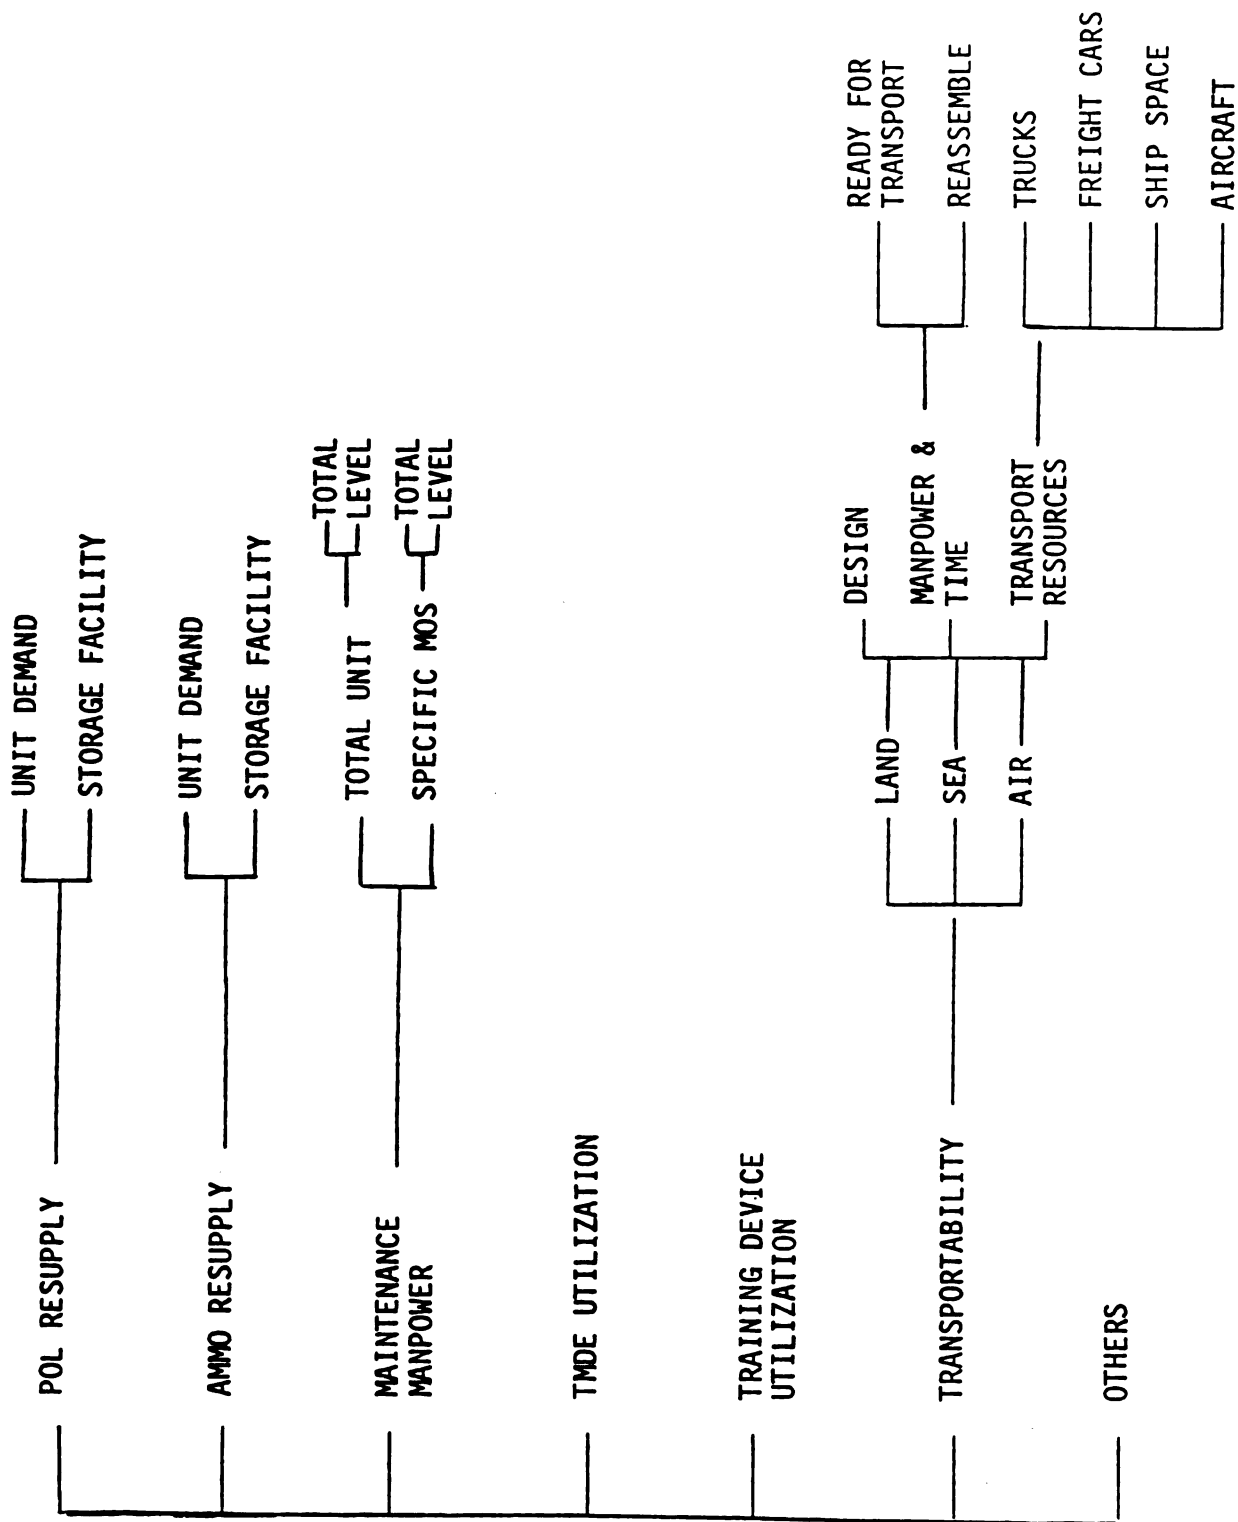 POL RESUPPLY
UNIT DEMAND
STORAGE FACILITY
AMMO RESUPPLY
UNIT DEMAND
STORAGE FACILITY
MAINTENANCE
MANPOWER
TOTAL UNIT
TOTAL
LEVEL
SPECIFIC MOS
TOTAL
LEVEL
TMDE UTILIZATION
TRAINING DEVICE
UTILIZATION
TRANSPORTABILITY
LAND
SEA
AIR
DESIGN
MANPOWER &
TIME
READY FOR
TRANSPORT
REASSEMBLE
TRANSPORT
RESOURCES
TRUCKS
FREIGHT CARS
SHIP SPACE
AIRCRAFT
OTHERS